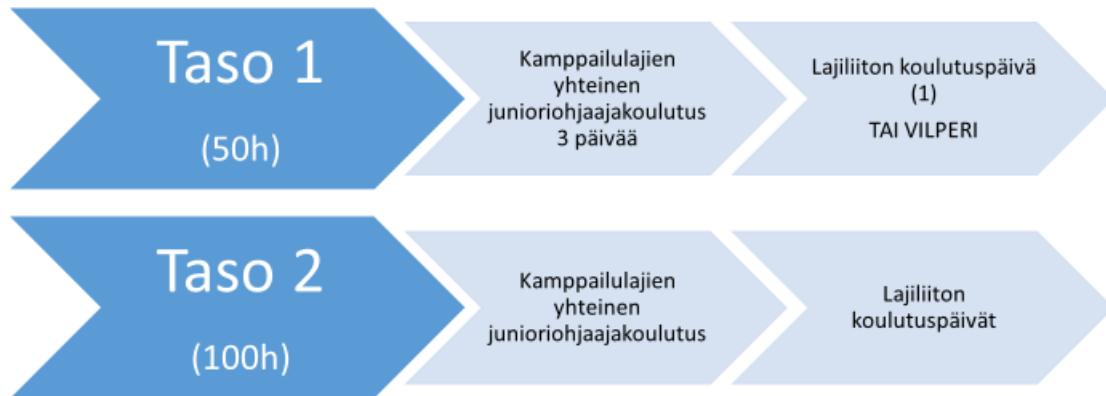 Taso 1
(50h)
Kamppailulajien
yhteinen
junioriohjaajakoulutus
3 päivää
Lajiliiton koulutuspäivä
(1)
TAI VILPERI
Taso 2
(100h)
Kamppailulajien
yhteinen
junioriohjaajakoulutus
Lajiliiton
koulutuspäivät